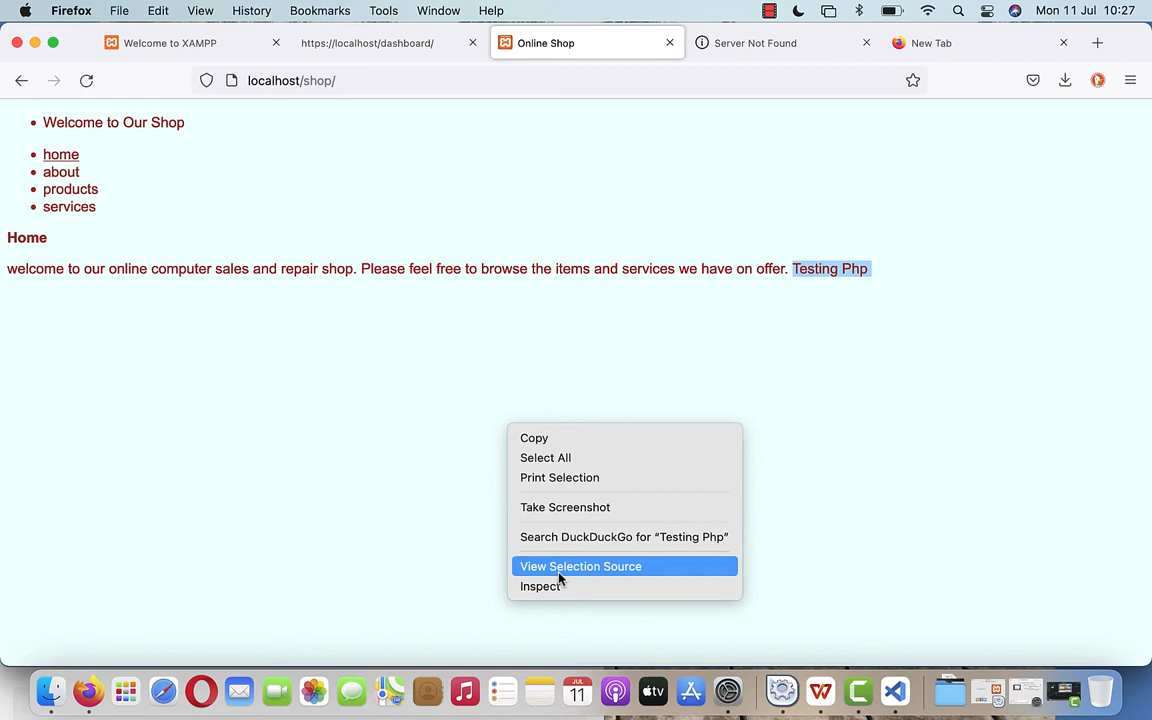 Firefox File Edit View History Bookmarks Tools Window Help Mon 11 Jul 10:27
Welcome to XAMPP https://localhost/dashboard/ Online Shop Server Not Found New Tab
localhost/shop/
Welcome to Our Shop
home
about
products
services
Home
welcome to our online computer sales and repair shop. Please feel free to browse the items and services we have on offer. Testing Php
Copy
Select All
Print Selection
Take Screenshot
Search DuckDuckGo for “Testing Php”
View Selection Source
Inspect
JUL
11
tv